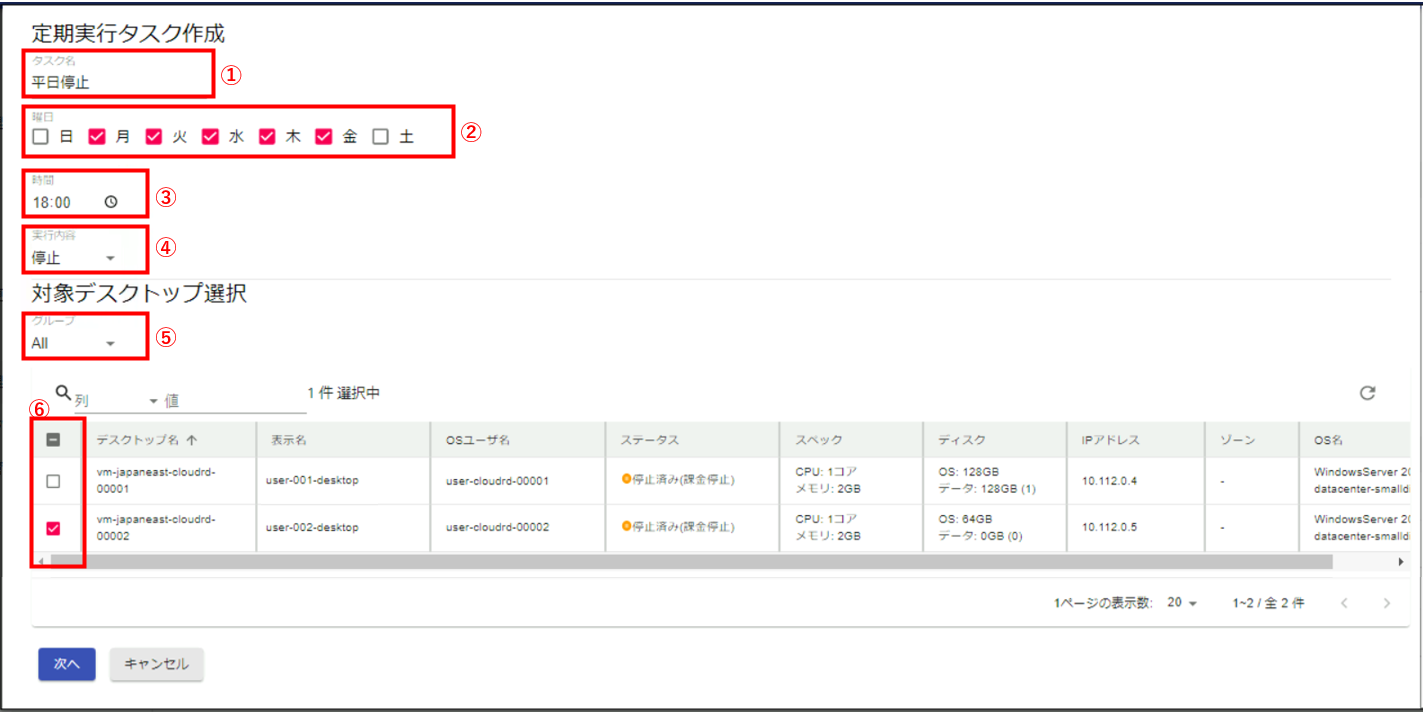 定期実行タスク作成
タスク名
平日停止
①
曜日
日 月 火 水 木 金 土
②
時間
18:00
③
実行内容
停止
④
対象デスクトップ選択
グループ
All
⑤
列 値 1 件 選択中
⑥
デスクトップ名 表示名 OSユーザ名 ステータス スペック ディスク IPアドレス ゾーン OS名
vm-japaneast-cloudrd-00001 user-001-desktop user-cloudrd-00001 停止済み(課金停止) CPU: 1コア メモリ: 2GB OS: 128GB データ: 128GB (1) 10.112.0.4 - WindowsServer 20 datacenter-smalldi
vm-japaneast-cloudrd-00002 user-002-desktop user-cloudrd-00002 停止済み(課金停止) CPU: 1コア メモリ: 2GB OS: 64GB データ: 0GB (0) 10.112.0.5 - WindowsServer 20 datacenter-smalldi
1ページの表示数: 20 1~2 / 全 2 件
次へ キャンセル